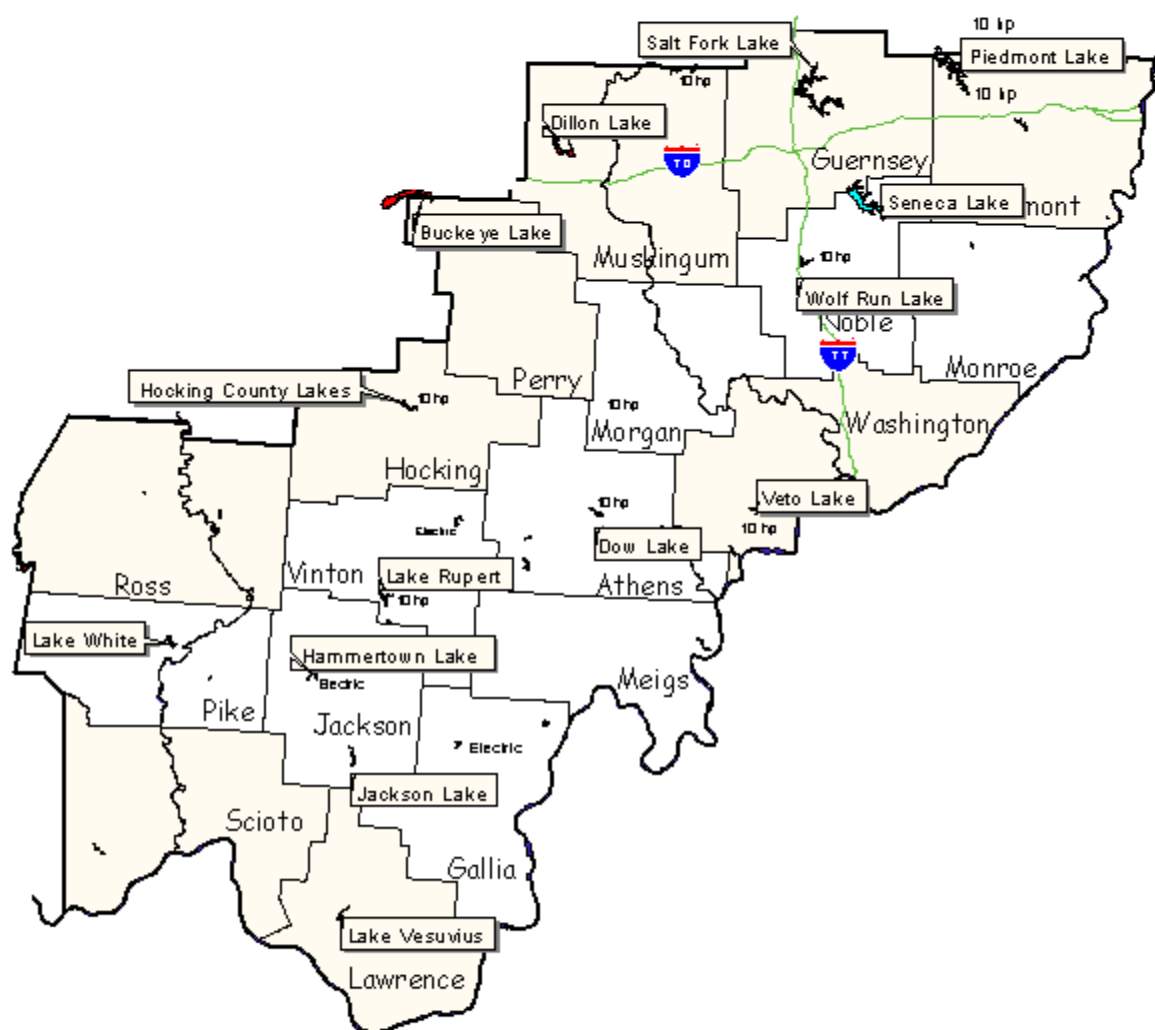 10 hp
Salt Fork Lake
Piedmont Lake
10 hp
10 hp
Dillon Lake
70
Guernsey
Seneca Lake
mont
Buckeye Lake
Muskingum
10 hp
Wolf Run Lake
Noble
77
Monroe
Perry
Hocking County Lakes
10 hp
10 hp
Morgan
Washington
Hocking
Veto Lake
10 hp
10 hp
Electric
Dow Lake
Vinton
Lake Rupert
Ross
Athens
10 hp
Lake White
Hammertown Lake
Electric
Meigs
Pike
Jackson
Electric
Jackson Lake
Scioto
Gallia
Lake Vesuvius
Lawrence